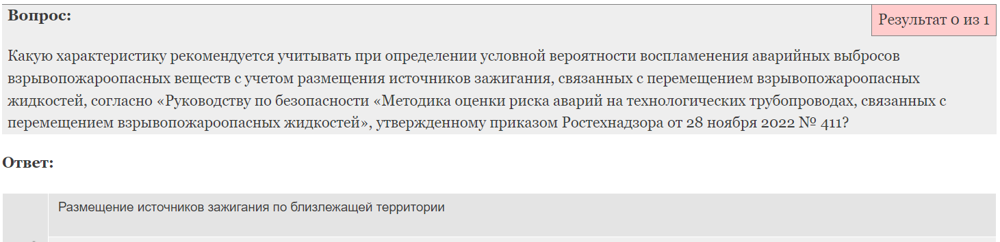 Вопрос:
Результат 0 из 1
Какую характеристику рекомендуется учитывать при определении условной вероятности воспламенения аварийных выбросов
взрывопожароопасных веществ с учетом размещения источников зажигания, связанных с перемещением взрывопожароопасных
жидкостей, согласно «Руководству по безопасности «Методика оценки риска аварий на технологических трубопроводах, связанных с
перемещением взрывопожароопасных жидкостей», утвержденному приказом Ростехнадзора от 28 ноября 2022 № 411?
Ответ:
Размещение источников зажигания по близлежащей территории